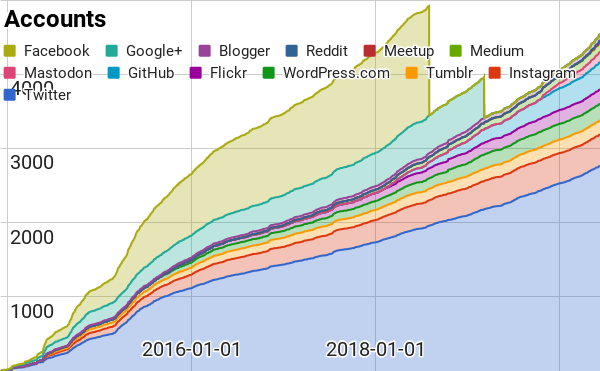 Accounts
Facebook Google+ Blogger Reddit Meetup Medium
Mastodon GitHub Flickr WordPress.com Tumblr Instagram
4000
Twitter
3000
2000
1000
2016-01-01 2018-01-01